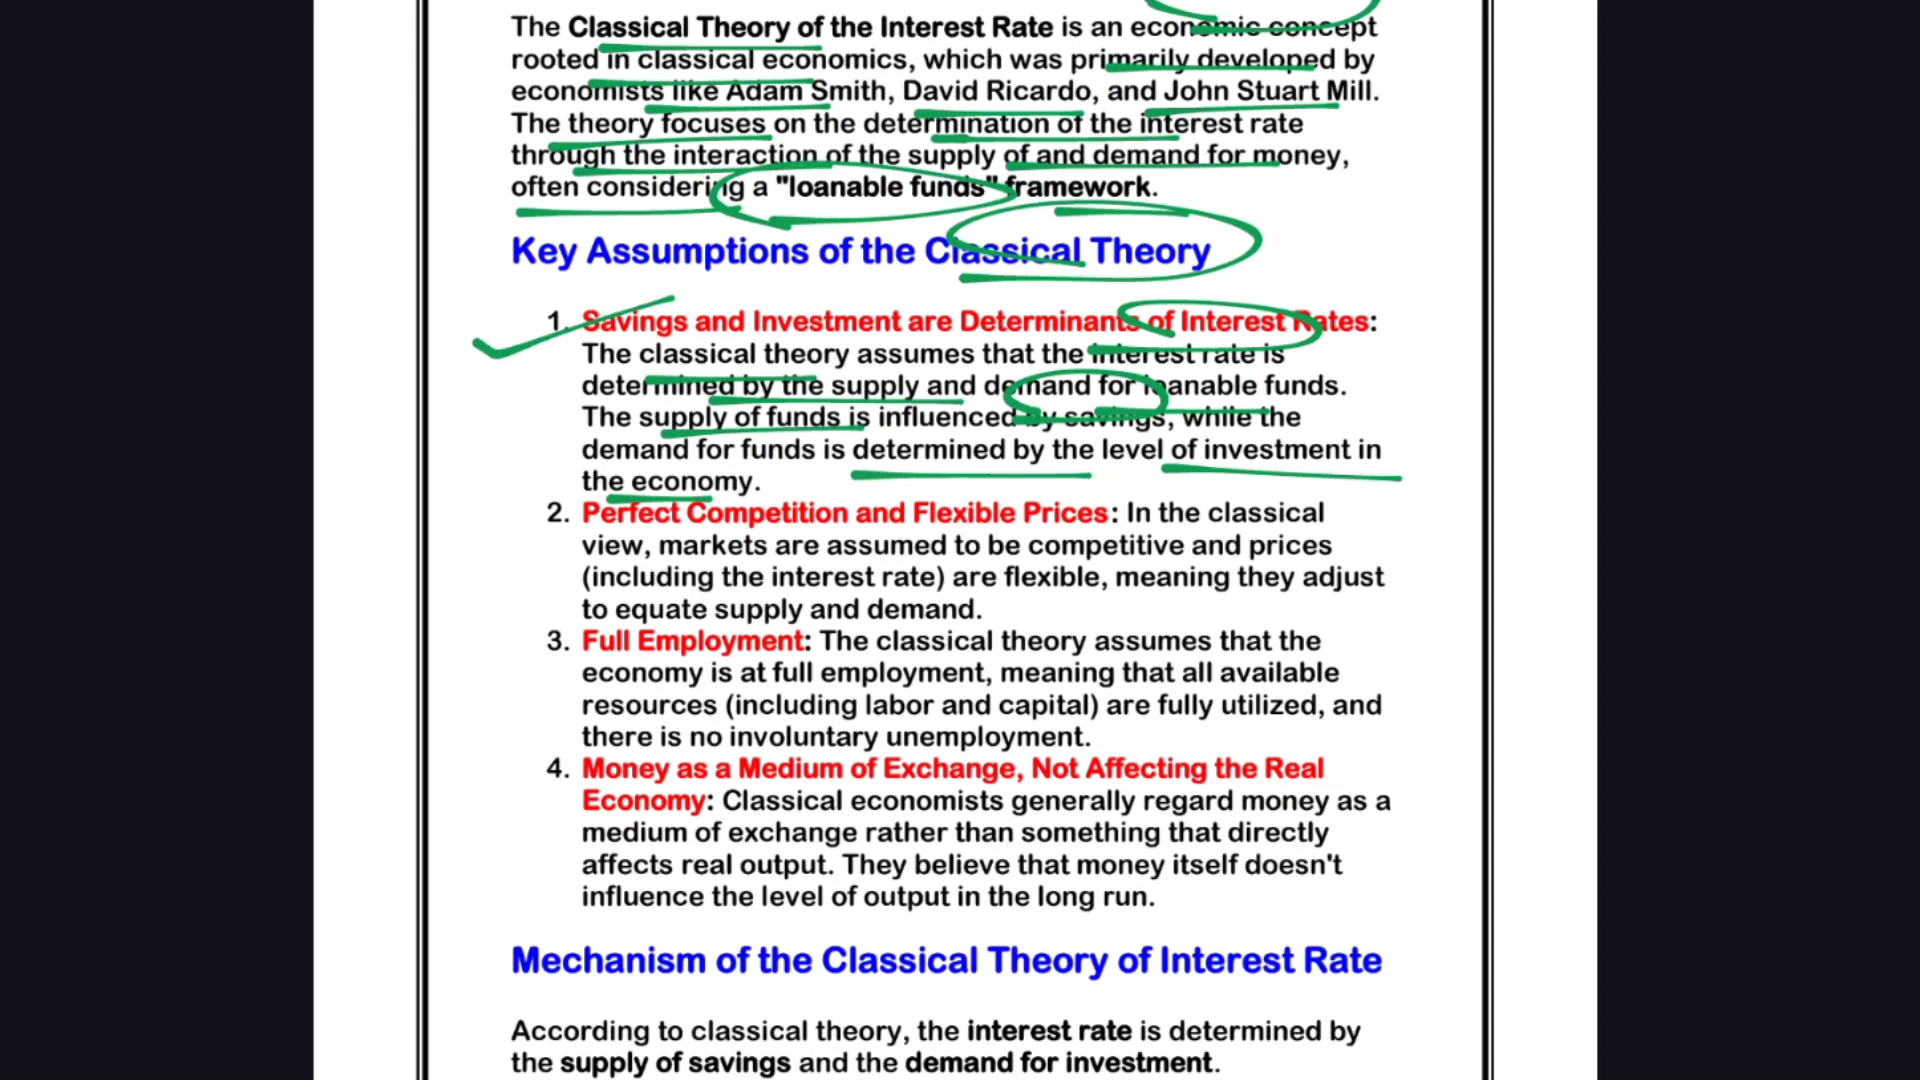 The Classical Theory of the Interest Rate is an economic concept
rooted in classical economics, which was primarily developed by
economists like Adam Smith, David Ricardo, and John Stuart Mill.
The theory focuses on the determination of the interest rate
through the interaction of the supply of and demand for money,
often considering a "loanable funds" framework.
Key Assumptions of the Classical Theory
1. Savings and Investment are Determinants of Interest Rates:
The classical theory assumes that the interest rate is
determined by the supply and demand for loanable funds.
The supply of funds is influenced by savings, while the
demand for funds is determined by the level of investment in
the economy.
2. Perfect Competition and Flexible Prices: In the classical
view, markets are assumed to be competitive and prices
(including the interest rate) are flexible, meaning they adjust
to equate supply and demand.
3. Full Employment: The classical theory assumes that the
economy is at full employment, meaning that all available
resources (including labor and capital) are fully utilized, and
there is no involuntary unemployment.
4. Money as a Medium of Exchange, Not Affecting the Real
Economy: Classical economists generally regard money as a
medium of exchange rather than something that directly
affects real output. They believe that money itself doesn't
influence the level of output in the long run.
Mechanism of the Classical Theory of Interest Rate
According to classical theory, the interest rate is determined by
the supply of savings and the demand for investment.